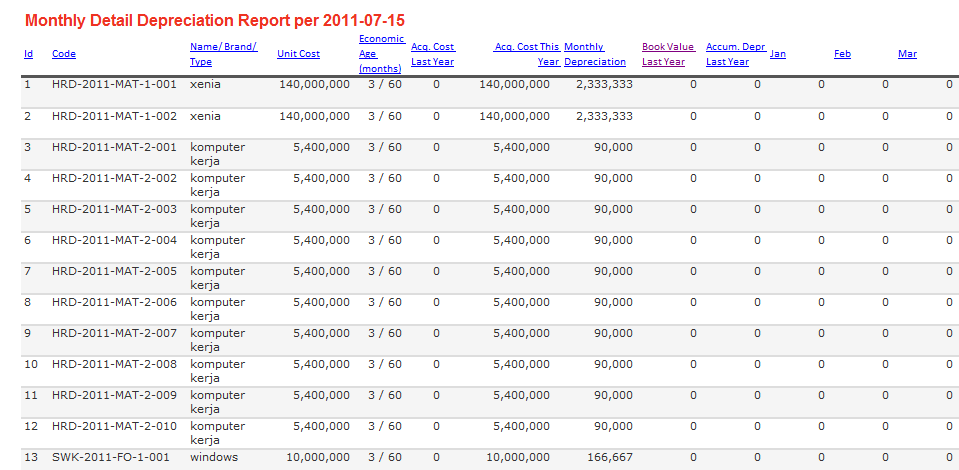 Monthly Detail Depreciation Report per 2011-07-15
Id Code Name/ Brand/ Type Unit Cost Economic Age (months) Acq. Cost Last Year Acq. Cost This Year Monthly Depreciation Book Value Last Year Accum. Depr Last Year Jan Feb Mar
1 HRD-2011-MAT-1-001 xenia 140,000,000 3 / 60 0 140,000,000 2,333,333 0 0 0 0 0
2 HRD-2011-MAT-1-002 xenia 140,000,000 3 / 60 0 140,000,000 2,333,333 0 0 0 0 0
3 HRD-2011-MAT-2-001 komputer kerja 5,400,000 3 / 60 0 5,400,000 90,000 0 0 0 0 0
4 HRD-2011-MAT-2-002 komputer kerja 5,400,000 3 / 60 0 5,400,000 90,000 0 0 0 0 0
5 HRD-2011-MAT-2-003 komputer kerja 5,400,000 3 / 60 0 5,400,000 90,000 0 0 0 0 0
6 HRD-2011-MAT-2-004 komputer kerja 5,400,000 3 / 60 0 5,400,000 90,000 0 0 0 0 0
7 HRD-2011-MAT-2-005 komputer kerja 5,400,000 3 / 60 0 5,400,000 90,000 0 0 0 0 0
8 HRD-2011-MAT-2-006 komputer kerja 5,400,000 3 / 60 0 5,400,000 90,000 0 0 0 0 0
9 HRD-2011-MAT-2-007 komputer kerja 5,400,000 3 / 60 0 5,400,000 90,000 0 0 0 0 0
10 HRD-2011-MAT-2-008 komputer kerja 5,400,000 3 / 60 0 5,400,000 90,000 0 0 0 0 0
11 HRD-2011-MAT-2-009 komputer kerja 5,400,000 3 / 60 0 5,400,000 90,000 0 0 0 0 0
12 HRD-2011-MAT-2-010 komputer kerja 5,400,000 3 / 60 0 5,400,000 90,000 0 0 0 0 0
13 SWK-2011-FO-1-001 windows 10,000,000 3 / 60 0 10,000,000 166,667 0 0 0 0 0